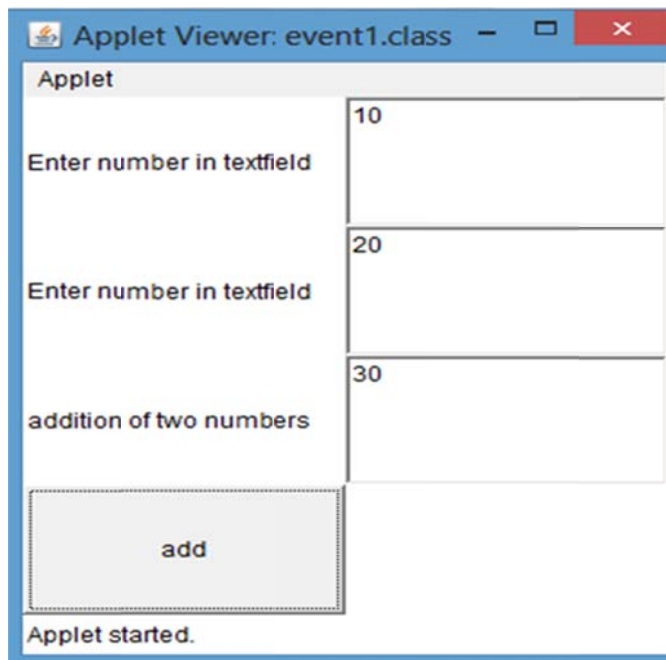 Applet Viewer: event1.class
Applet
10
Enter number in textfield
20
Enter number in textfield
30
addition of two numbers
add
Applet started.